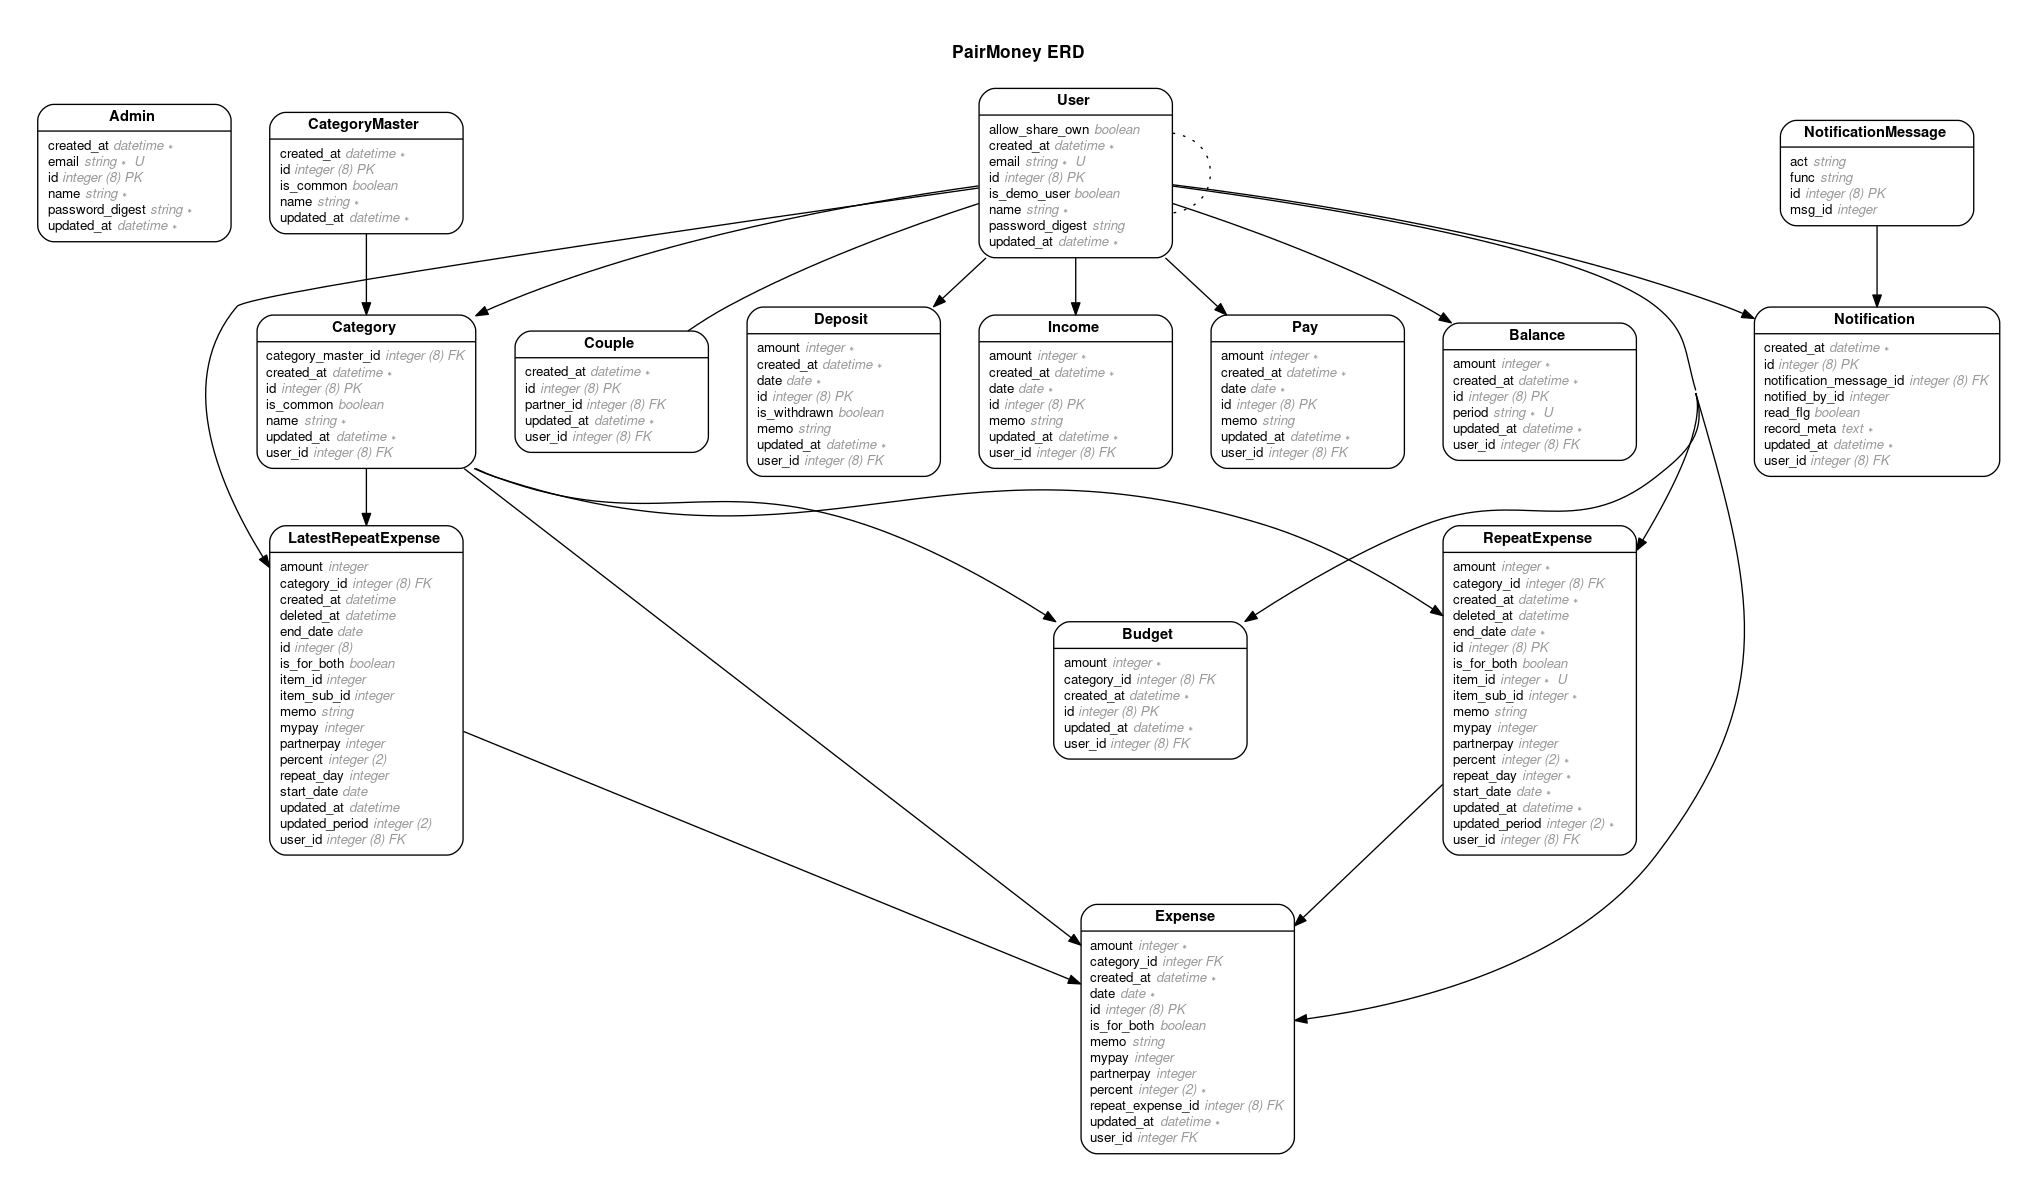 PairMoney ERD
Admin
created_at datetime ∗
email string ∗ U
id integer (8) PK
name string ∗
password_digest string ∗
updated_at datetime ∗
CategoryMaster
created_at datetime ∗
id integer (8) PK
is_common boolean
name string ∗
updated_at datetime ∗
User
allow_share_own boolean
created_at datetime ∗
email string ∗ U
id integer (8) PK
is_demo_user boolean
name string ∗
password_digest string
updated_at datetime ∗
NotificationMessage
act string
func string
id integer (8) PK
msg_id integer
Category
category_master_id integer (8) FK
created_at datetime ∗
id integer (8) PK
is_common boolean
name string ∗
updated_at datetime ∗
user_id integer (8) FK
Couple
created_at datetime ∗
id integer (8) PK
partner_id integer (8) FK
updated_at datetime ∗
user_id integer (8) FK
Deposit
amount integer ∗
created_at datetime ∗
date date ∗
id integer (8) PK
is_withdrawn boolean
memo string
updated_at datetime ∗
user_id integer (8) FK
Income
amount integer ∗
created_at datetime ∗
date date ∗
id integer (8) PK
memo string
updated_at datetime ∗
user_id integer (8) FK
Pay
amount integer ∗
created_at datetime ∗
date date ∗
id integer (8) PK
memo string
updated_at datetime ∗
user_id integer (8) FK
Balance
amount integer ∗
created_at datetime ∗
id integer (8) PK
period string ∗ U
updated_at datetime ∗
user_id integer (8) FK
Notification
created_at datetime ∗
id integer (8) PK
notification_message_id integer (8) FK
notified_by_id integer
read_flg boolean
record_meta text ∗
updated_at datetime ∗
user_id integer (8) FK
LatestRepeatExpense
amount integer
category_id integer (8) FK
created_at datetime
deleted_at datetime
end_date date
id integer (8)
is_for_both boolean
item_id integer
item_sub_id integer
memo string
mypay integer
partnerpay integer
percent integer (2)
repeat_day integer
start_date date
updated_at datetime
updated_period integer (2)
user_id integer (8) FK
Budget
amount integer ∗
category_id integer (8) FK
created_at datetime ∗
id integer (8) PK
updated_at datetime ∗
user_id integer (8) FK
RepeatExpense
amount integer ∗
category_id integer (8) FK
created_at datetime ∗
deleted_at datetime
end_date date ∗
id integer (8) PK
is_for_both boolean
item_id integer ∗ U
item_sub_id integer ∗
memo string
mypay integer
partnerpay integer
percent integer (2) ∗
repeat_day integer ∗
start_date date ∗
updated_at datetime ∗
updated_period integer (2) ∗
user_id integer (8) FK
Expense
amount integer ∗
category_id integer FK
created_at datetime ∗
date date ∗
id integer (8) PK
is_for_both boolean
memo string
mypay integer
partnerpay integer
percent integer (2) ∗
repeat_expense_id integer (8) FK
updated_at datetime ∗
user_id integer FK